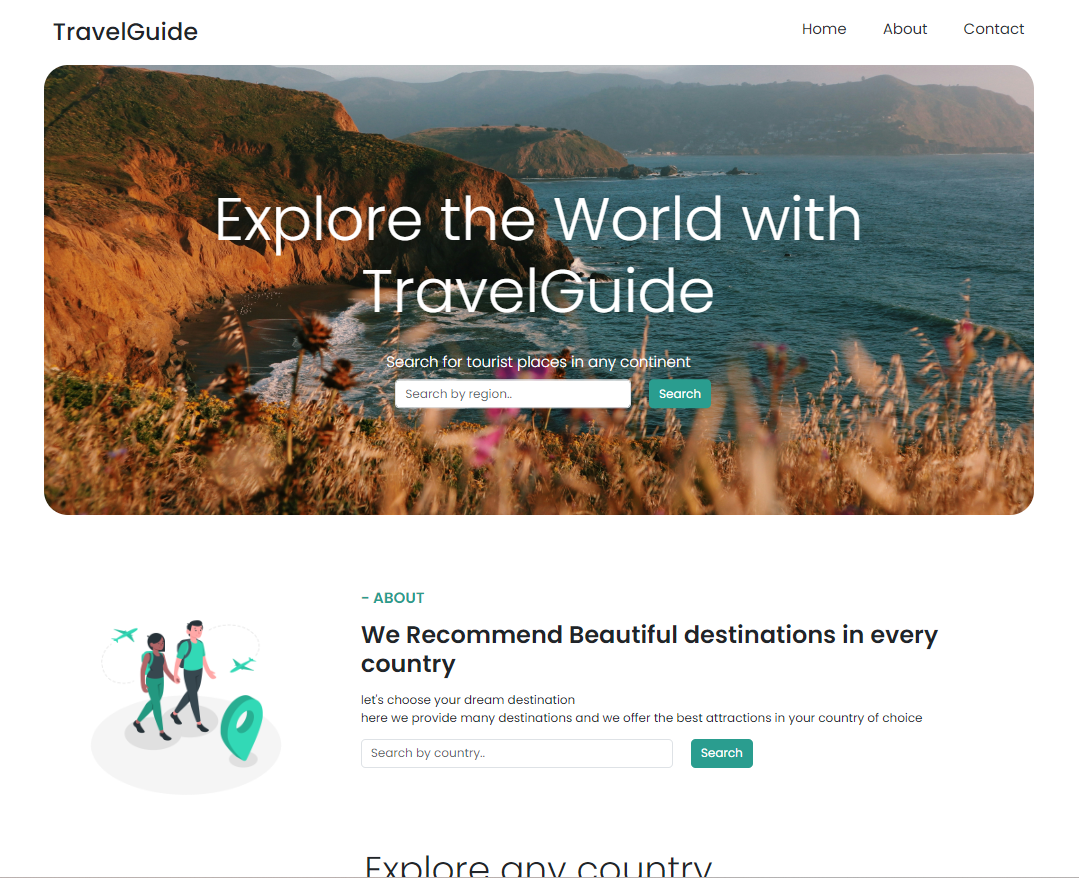 TravelGuide
Home About Contact
Explore the World with
TravelGuide
Search for tourist places in any continent
Search by region..
Search
- ABOUT
We Recommend Beautiful destinations in every
country
let's choose your dream destination
here we provide many destinations and we offer the best attractions in your country of choice
Search by country..
Search
Explore any country